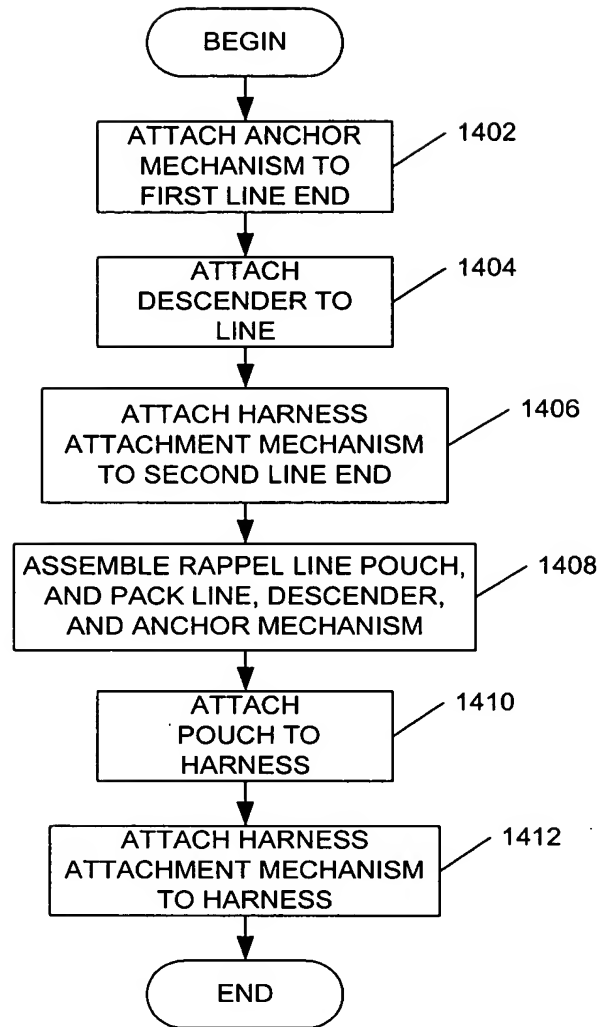 BEGIN
ATTACH ANCHOR
MECHANISM TO
FIRST LINE END
1402
ATTACH
DESCENDER TO
LINE
1404
ATTACH HARNESS
ATTACHMENT MECHANISM
TO SECOND LINE END
1406
ASSEMBLE RAPPEL LINE POUCH,
AND PACK LINE, DESCENDER,
AND ANCHOR MECHANISM
1408
ATTACH
POUCH TO
HARNESS
1410
ATTACH HARNESS
ATTACHMENT MECHANISM
TO HARNESS
1412
END